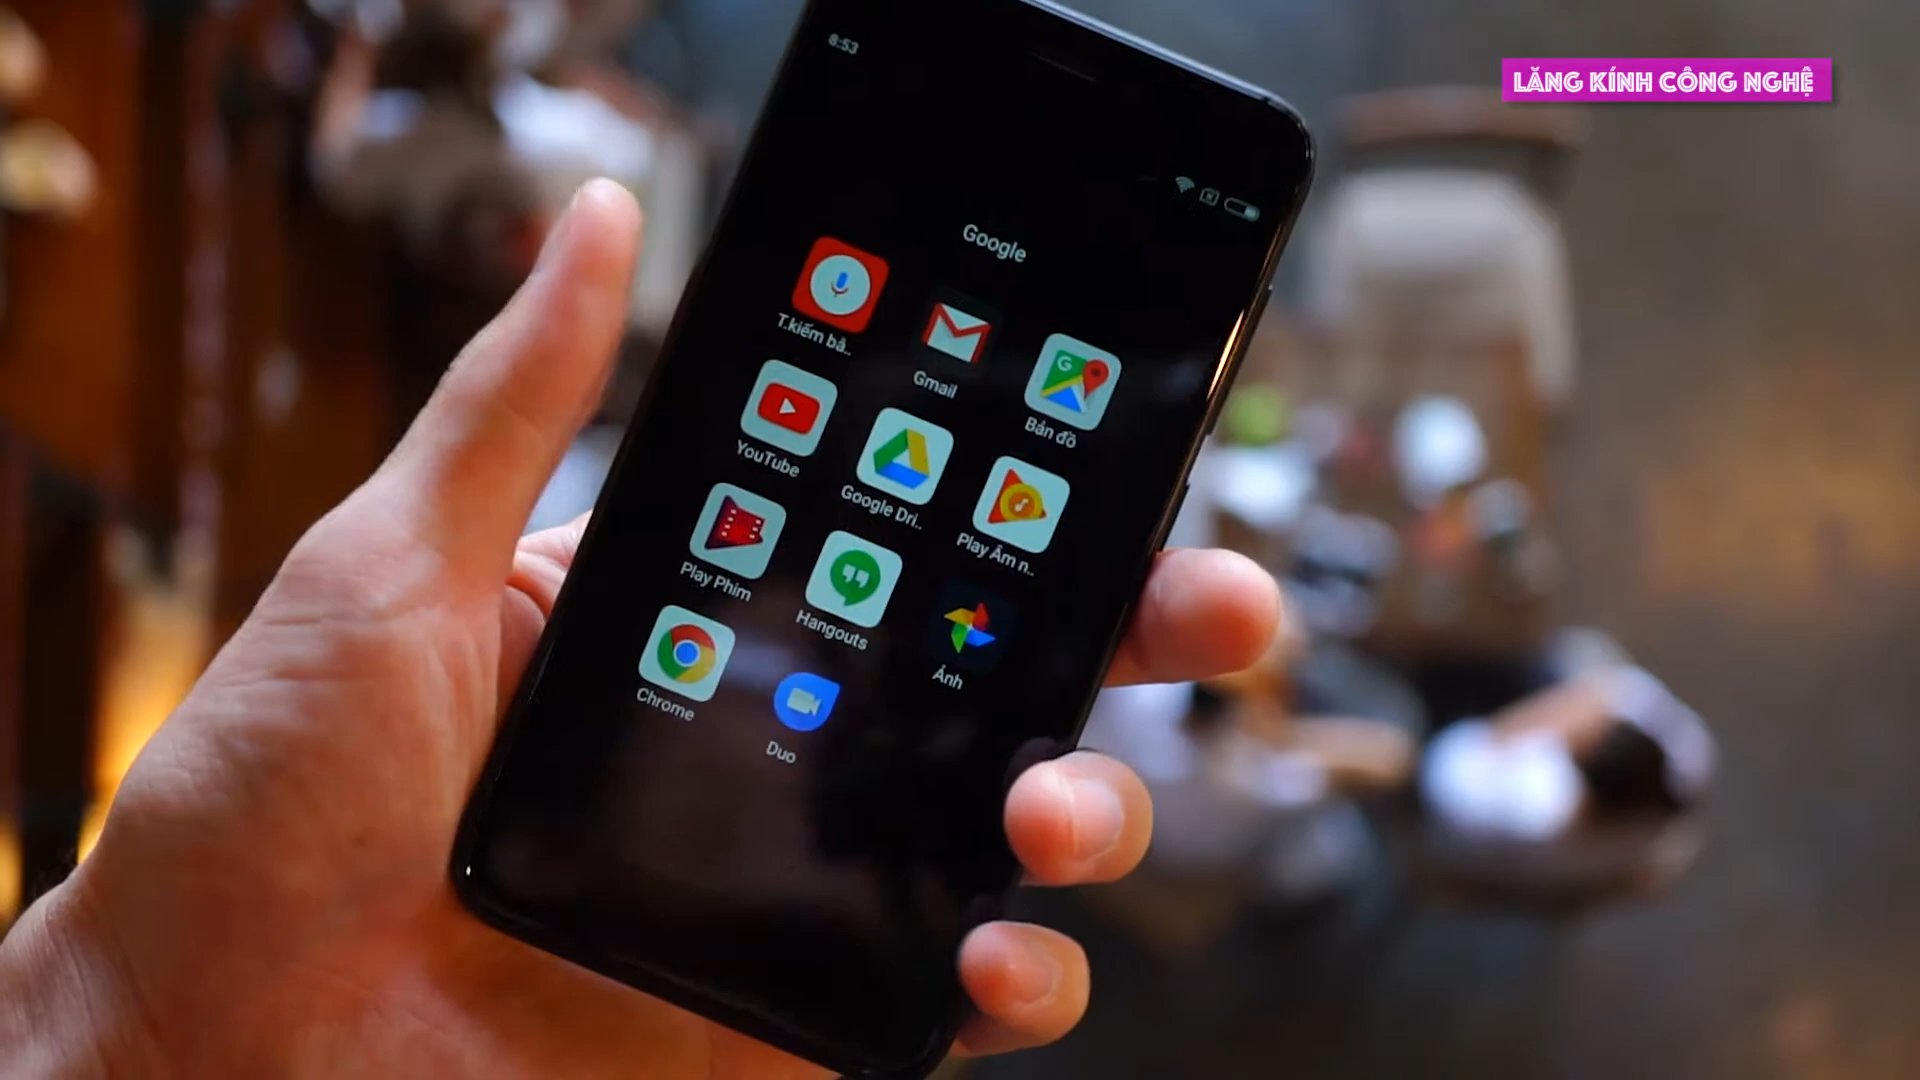 LĂNG KÍNH CÔNG NGHỆ
8:53
Google
T.kiếm bằ..
Gmail
Bản đồ
YouTube
Google Dri..
Play Âm n..
Play Phim
Hangouts
Ảnh
Chrome
Duo